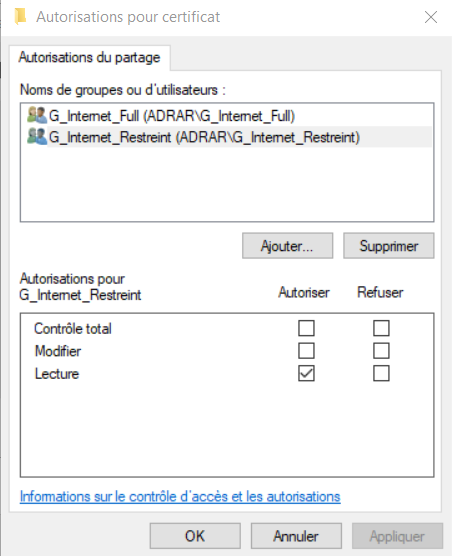 Autorisations pour certificat
Autorisations du partage
Noms de groupes ou d'utilisateurs :
G_Internet_Full (ADRAR\G_Internet_Full)
G_Internet_Restreint (ADRAR\G_Internet_Restreint)
Ajouter... Supprimer
Autorisations pour
G_Internet_Restreint Autoriser Refuser
Contrôle total
Modifier
Lecture
Informations sur le contrôle d'accès et les autorisations
OK Annuler Appliquer